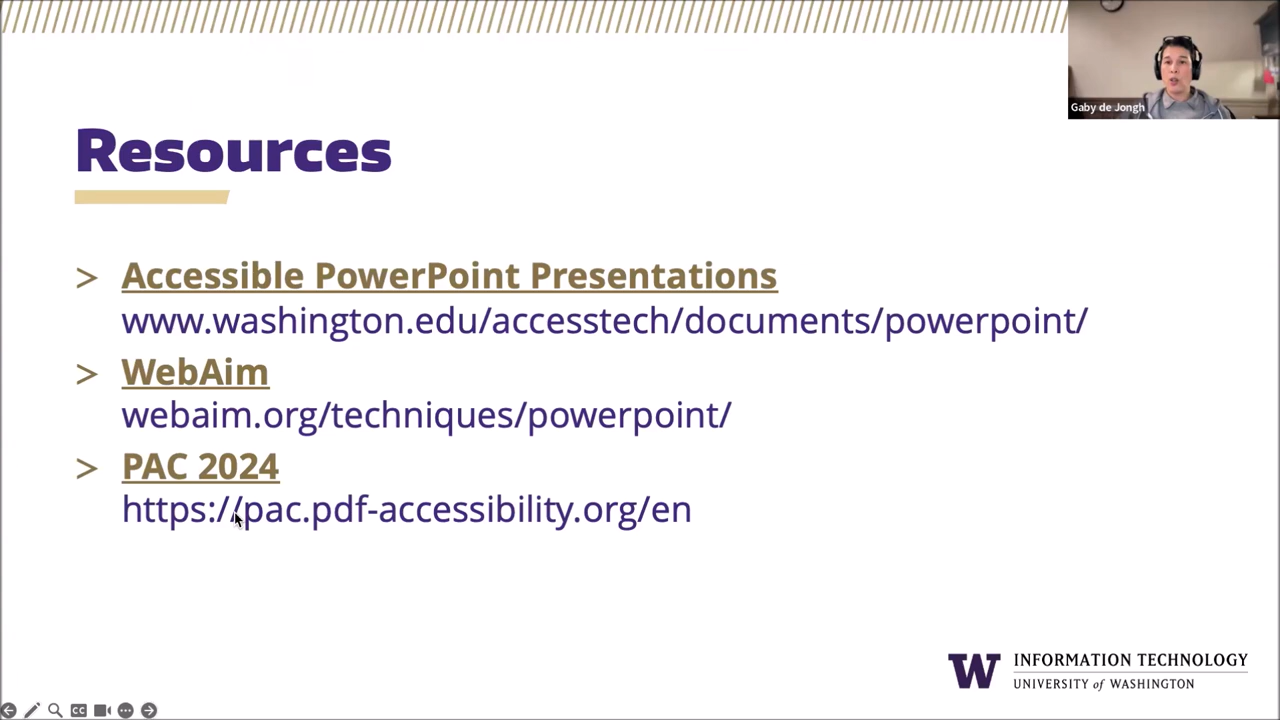 Gaby de Jongh
Resources
> Accessible PowerPoint Presentations
www.washington.edu/accesstech/documents/powerpoint/
> WebAim
webaim.org/techniques/powerpoint/
> PAC 2024
https://pac.pdf-accessibility.org/en
W INFORMATION TECHNOLOGY
UNIVERSITY of WASHINGTON
CC